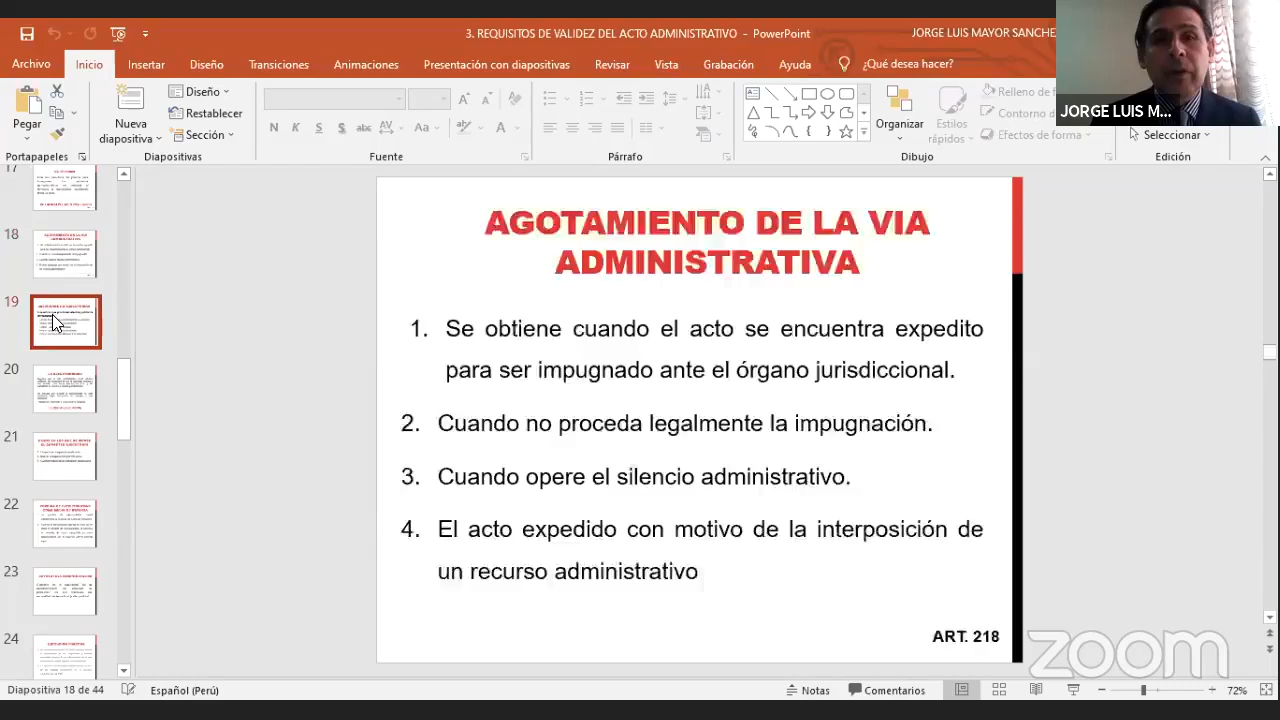 3. REQUISITOS DE VALIDEZ DEL ACTO ADMINISTRATIVO - PowerPoint
JORGE LUIS MAYOR SANCHE
Archivo Inicio Insertar Diseño Transiciones Animaciones Presentación con diapositivas Revisar Vista Grabación Ayuda ¿Qué desea hacer?
JORGE LUIS M...
Pegar
Nueva
diapositiva
Diseño
Restablecer
Sección
N K S abc AV Aa A
Organizar
Estilos
rápidos
Relleno de f
Contorno d
Efectos de forma
Seleccionar
Portapapeles Diapositivas Fuente Párrafo Dibujo Edición
17
18
19
20
21
22
23
24
AGOTAMIENTO DE LA VIA
ADMINISTRATIVA
1. Se obtiene cuando el acto se encuentra expedito
para ser impugnado ante el órgano jurisdiccional.
2. Cuando no proceda legalmente la impugnación.
3. Cuando opere el silencio administrativo.
4. El acto expedido con motivo de la interposición de
un recurso administrativo
ART. 218
zoom
Diapositiva 18 de 44 Español (Perú) Notas Comentarios 72%